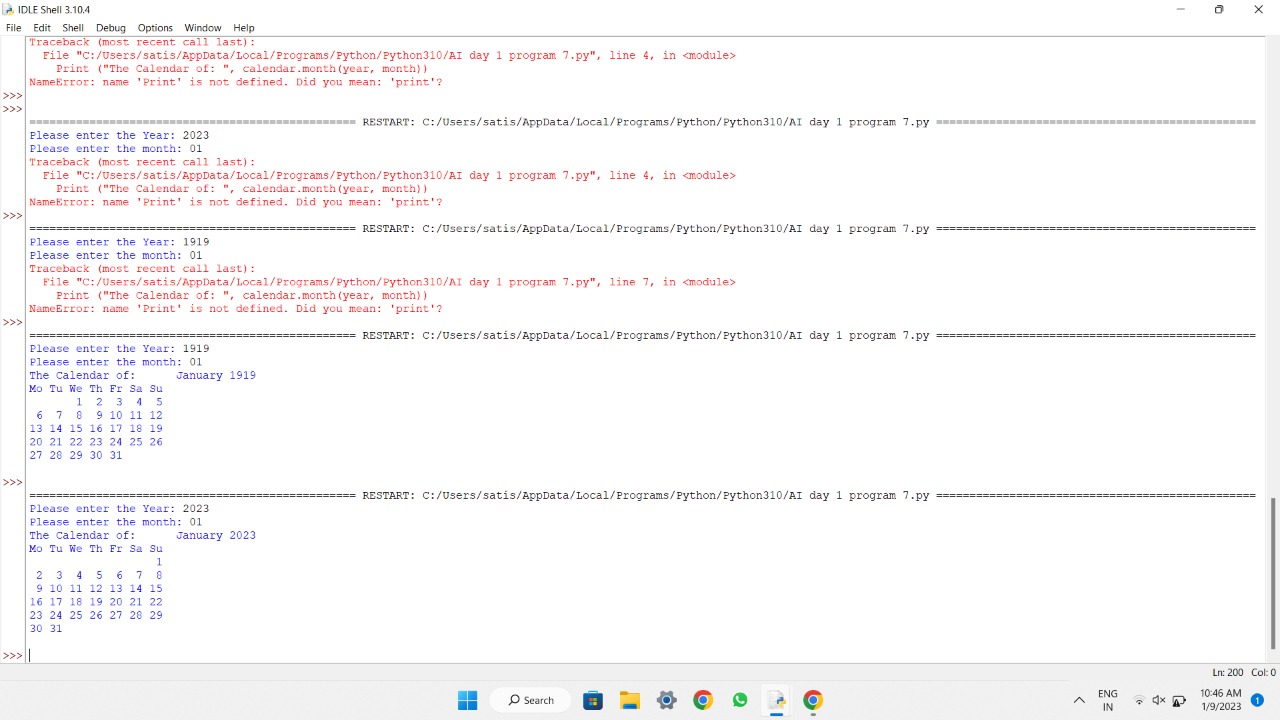 IDLE Shell 3.10.4
File Edit Shell Debug Options Window Help
Traceback (most recent call last):
File "C:/Users/satis/AppData/Local/Programs/Python/Python310/AI day 1 program 7.py", line 4, in <module>
Print ("The Calendar of: ", calendar.month(year, month))
NameError: name 'Print' is not defined. Did you mean: 'print'?
>>>
>>>
================================================= RESTART: C:/Users/satis/AppData/Local/Programs/Python/Python310/AI day 1 program 7.py ================================================
Please enter the Year: 2023
Please enter the month: 01
Traceback (most recent call last):
File "C:/Users/satis/AppData/Local/Programs/Python/Python310/AI day 1 program 7.py", line 4, in <module>
Print ("The Calendar of: ", calendar.month(year, month))
NameError: name 'Print' is not defined. Did you mean: 'print'?
>>>
================================================= RESTART: C:/Users/satis/AppData/Local/Programs/Python/Python310/AI day 1 program 7.py ================================================
Please enter the Year: 1919
Please enter the month: 01
Traceback (most recent call last):
File "C:/Users/satis/AppData/Local/Programs/Python/Python310/AI day 1 program 7.py", line 7, in <module>
Print ("The Calendar of: ", calendar.month(year, month))
NameError: name 'Print' is not defined. Did you mean: 'print'?
>>>
================================================= RESTART: C:/Users/satis/AppData/Local/Programs/Python/Python310/AI day 1 program 7.py ================================================
Please enter the Year: 1919
Please enter the month: 01
The Calendar of: January 1919
Mo Tu We Th Fr Sa Su
1 2 3 4 5
6 7 8 9 10 11 12
13 14 15 16 17 18 19
20 21 22 23 24 25 26
27 28 29 30 31
>>>
================================================= RESTART: C:/Users/satis/AppData/Local/Programs/Python/Python310/AI day 1 program 7.py ================================================
Please enter the Year: 2023
Please enter the month: 01
The Calendar of: January 2023
Mo Tu We Th Fr Sa Su
1
2 3 4 5 6 7 8
9 10 11 12 13 14 15
16 17 18 19 20 21 22
23 24 25 26 27 28 29
30 31
>>>
Ln: 200 Col: 0
Search
ENG
IN
10:46 AM
1/9/2023
1